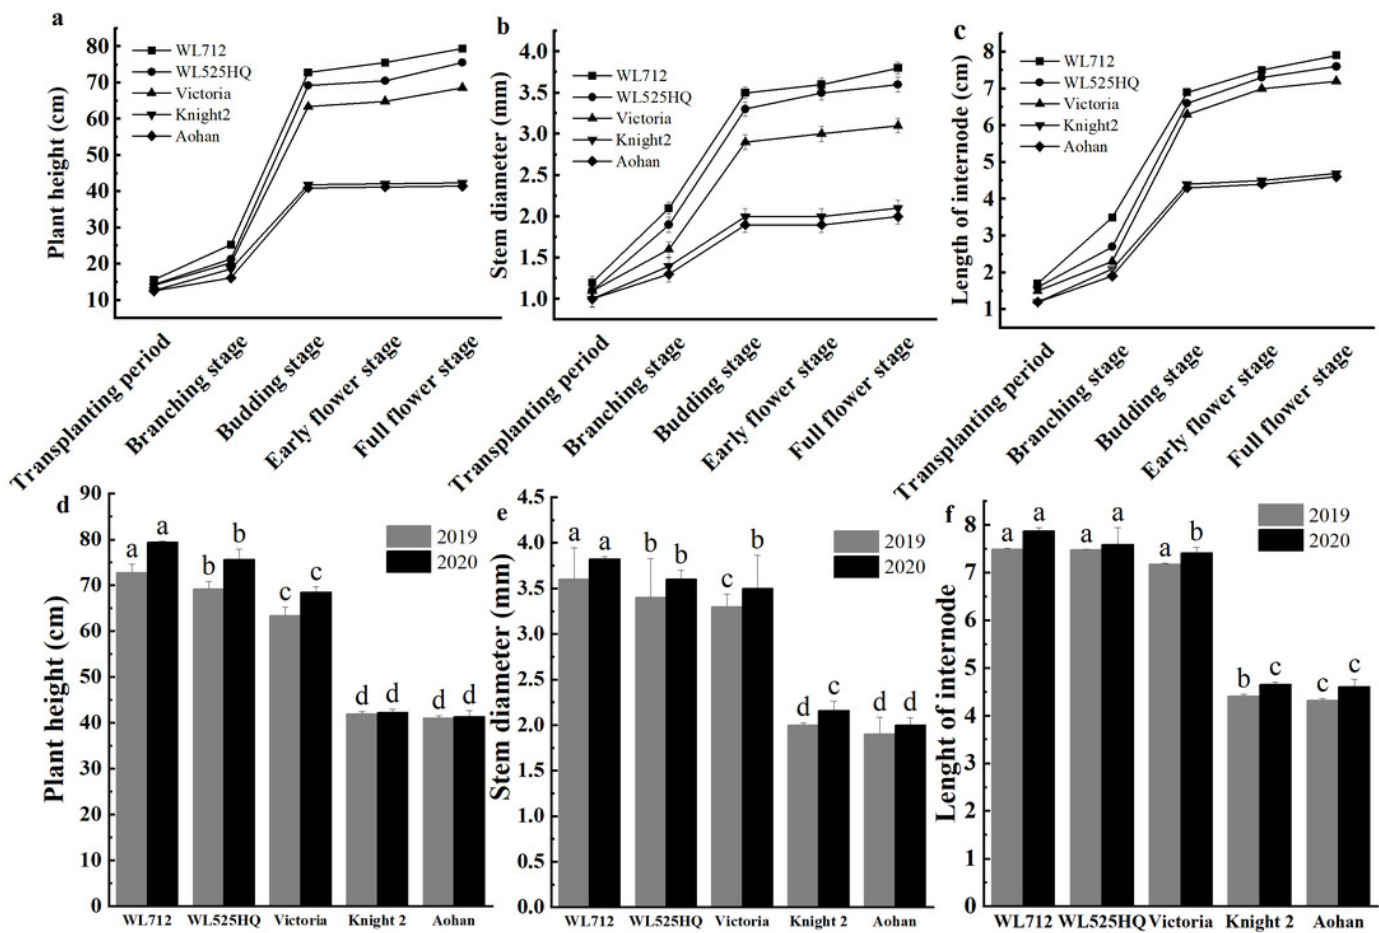 a
Plant height (cm)
80
70
60
50
40
30
20
10
WL712
WL525HQ
Victoria
Knight2
Aohan
Transplanting period
Branching stage
Budding stage
Early flower stage
Full flower stage
b
Stem diameter (mm)
4.0
3.5
3.0
2.5
2.0
1.5
1.0
WL712
WL525HQ
Victoria
Knight2
Aohan
Transplanting period
Branching stage
Budding stage
Early flower stage
Full flower stage
c
Length of internode (cm)
8
7
6
5
4
3
2
1
WL712
WL525HQ
Victoria
Knight2
Aohan
Transplanting period
Branching stage
Budding stage
Early flower stage
Full flower stage
d
Plant height (cm)
90
80
70
60
50
40
30
20
10
0
2019
2020
a a b b c c d d d d
WL712 WL525HQ Victoria Knight 2 Aohan
e
Stem diameter (mm)
4.5
4.0
3.5
3.0
2.5
2.0
1.5
1.0
0.5
0.0
2019
2020
a a b b c b d c d d
WL712 WL525HQ Victoria Knight 2 Aohan
f
Lenght of internode
8
7
6
5
4
3
2
1
0
2019
2020
a a a a a b b c c c
WL712 WL525HQ Victoria Knight 2 Aohan